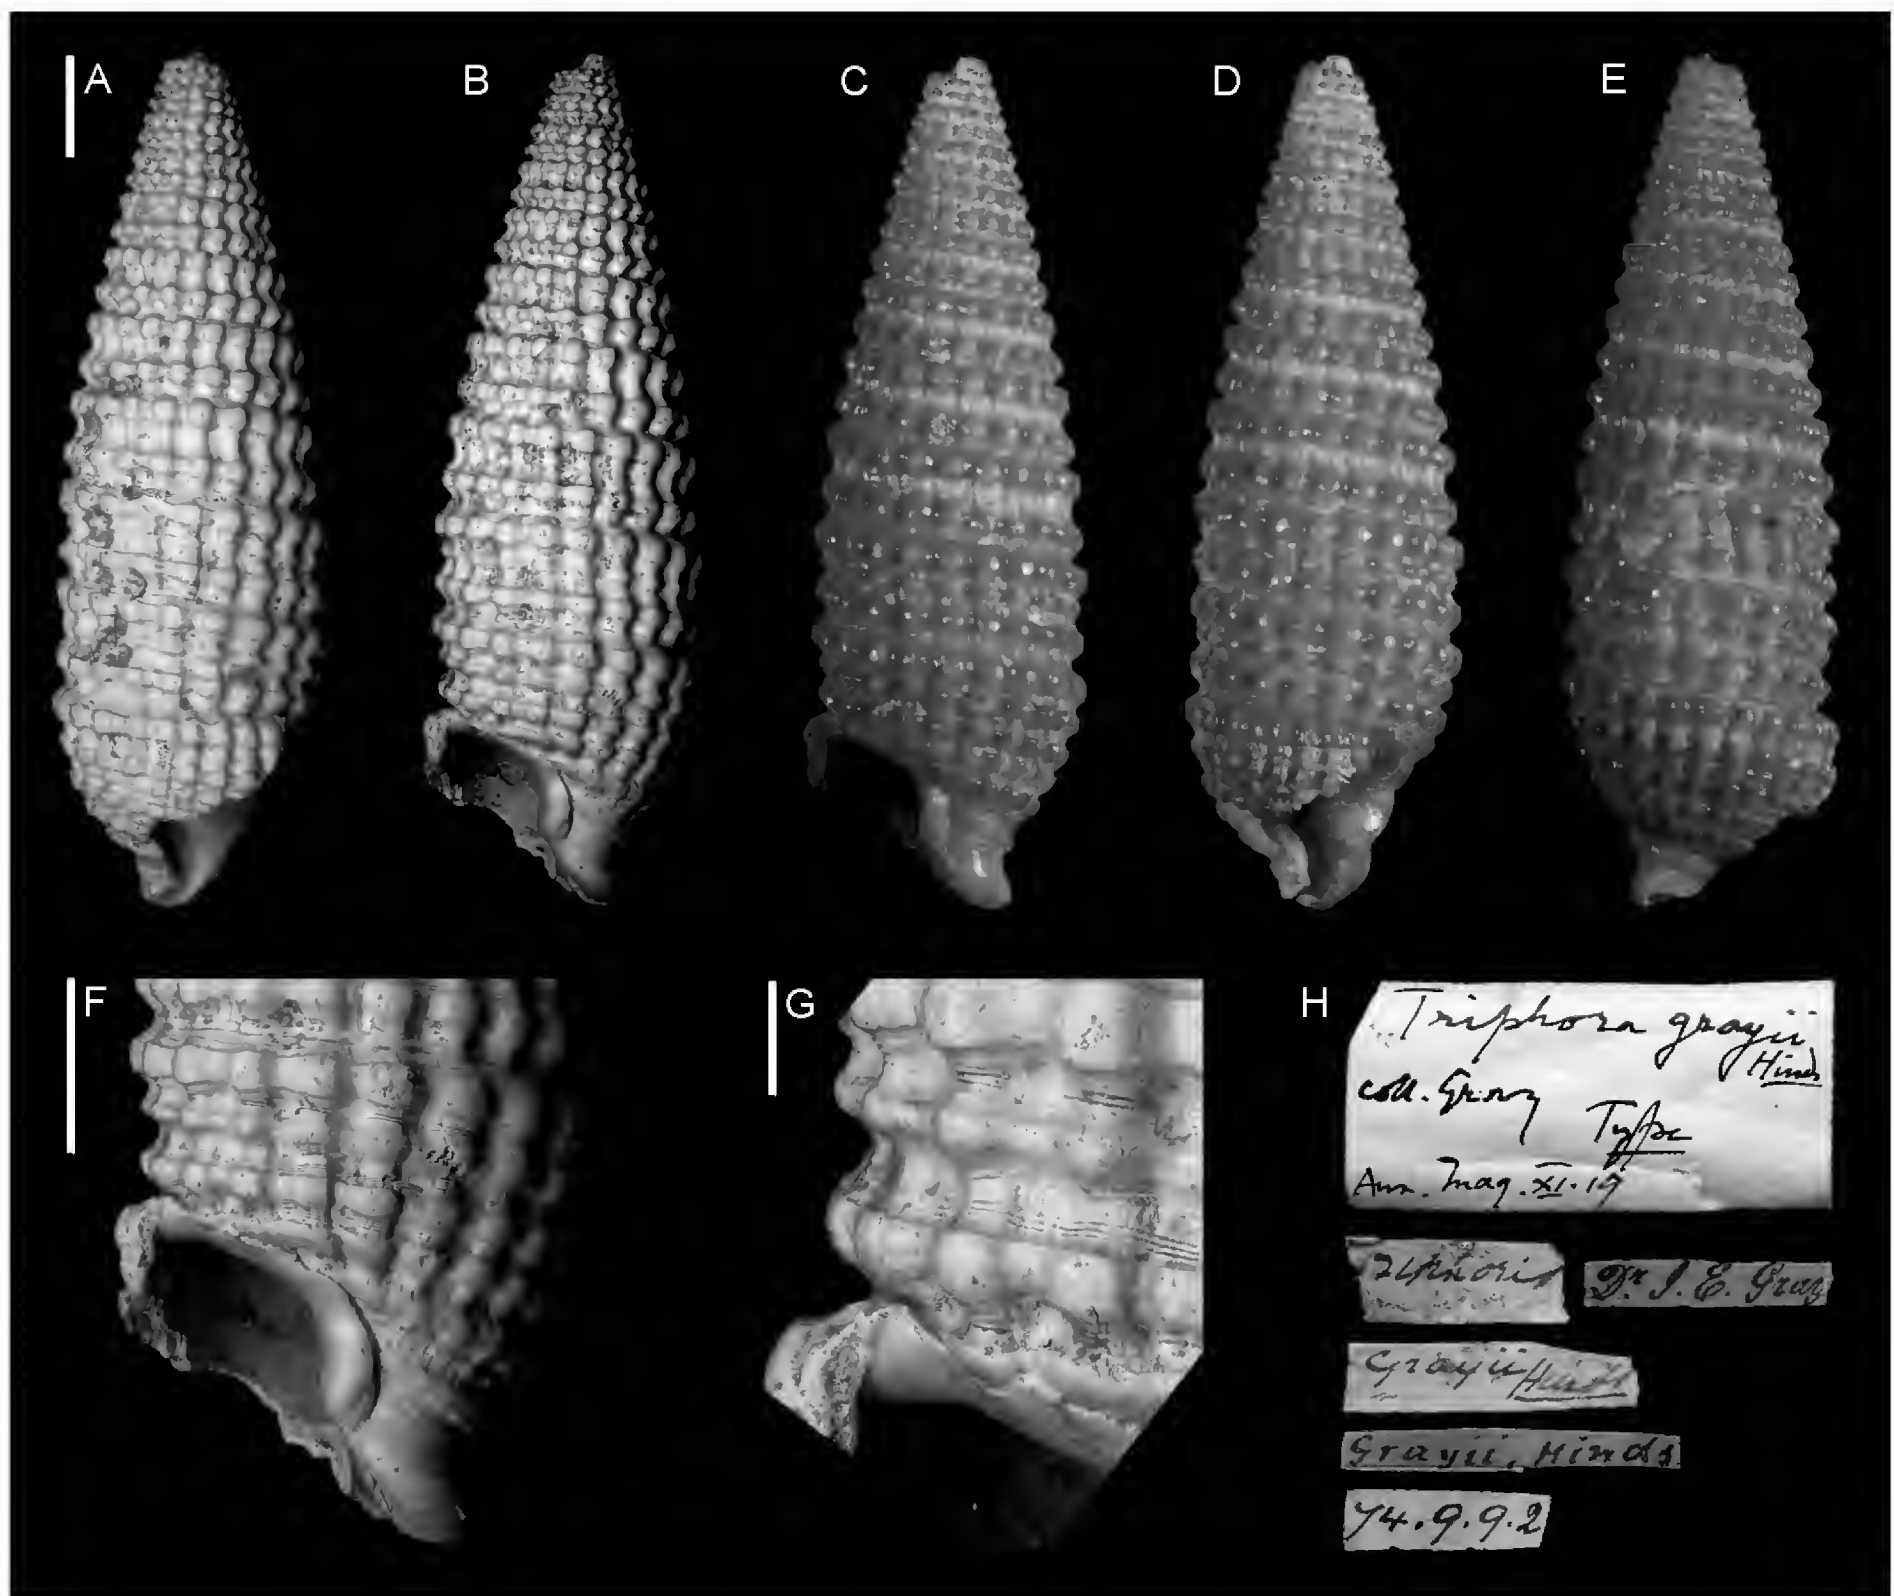 A
B
C
D
E
F
G
H
Triphora grayii
Hinds
coll. Gray
Type
Ann. Mag. XI. 19
Dr. J. E. Gray
Grayii Hinds
Grayii, Hinds
74.9.9.2